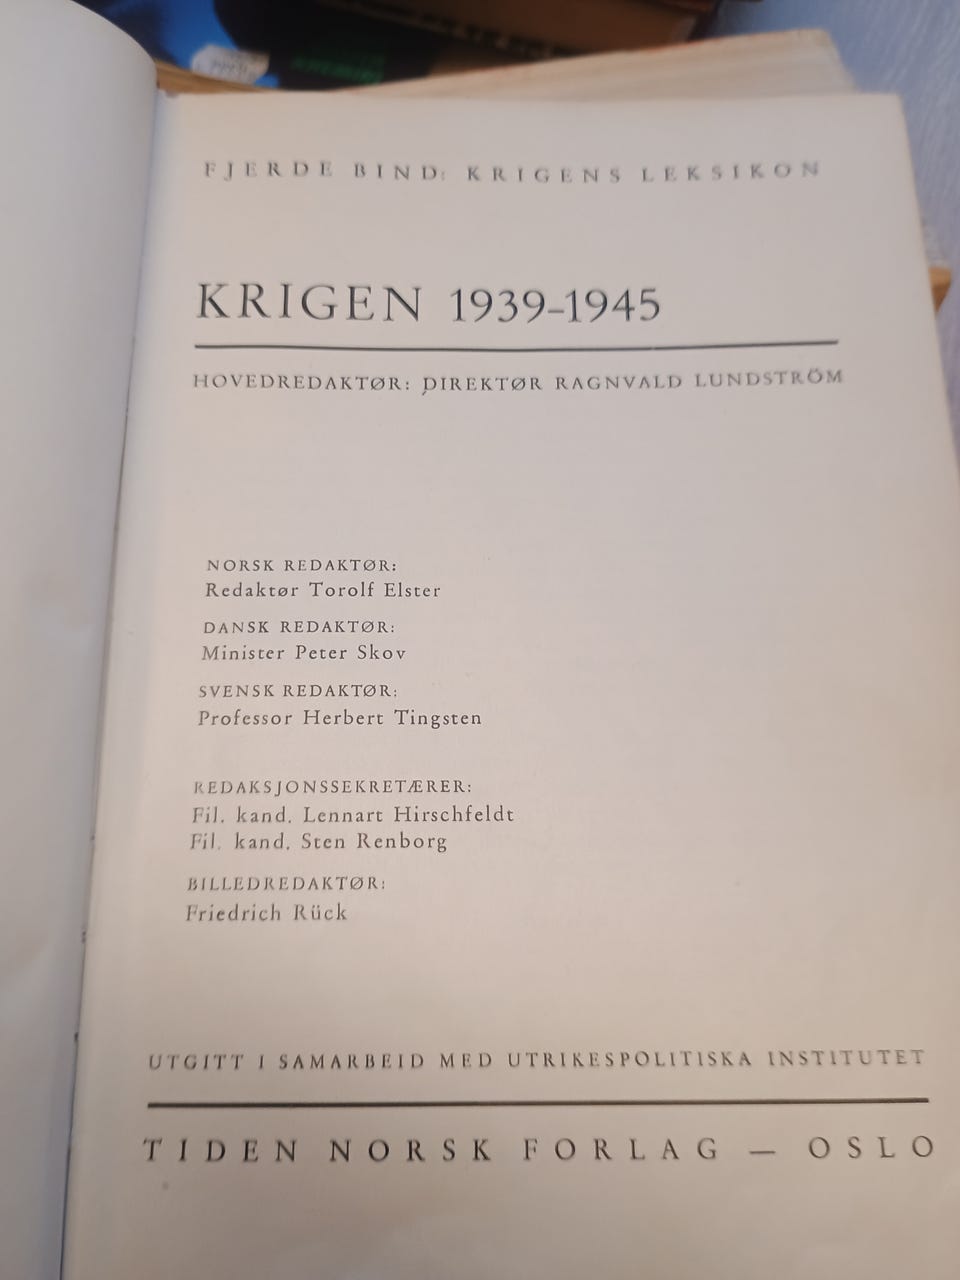 FJERDE BIND: KRIGENS LEKSIKON
KRIGEN 1939-1945
HOVEDREDAKTØR: DIREKTØR RAGNVALD LUNDSTRÖM
NORSK REDAKTØR:
Redaktør Torolf Elster
DANSK REDAKTØR:
Minister Peter Skov
SVENSK REDAKTØR:
Professor Herbert Tingsten
REDAKSJONSSEKRETÆRER:
Fil. kand. Lennart Hirschfeldt
Fil. kand. Sten Renborg
BILLEDREDAKTØR:
Friedrich Rück
UTGITT I SAMARBEID MED UTRIKESPOLITISKA INSTITUTET
TIDEN NORSK FORLAG — OSLO